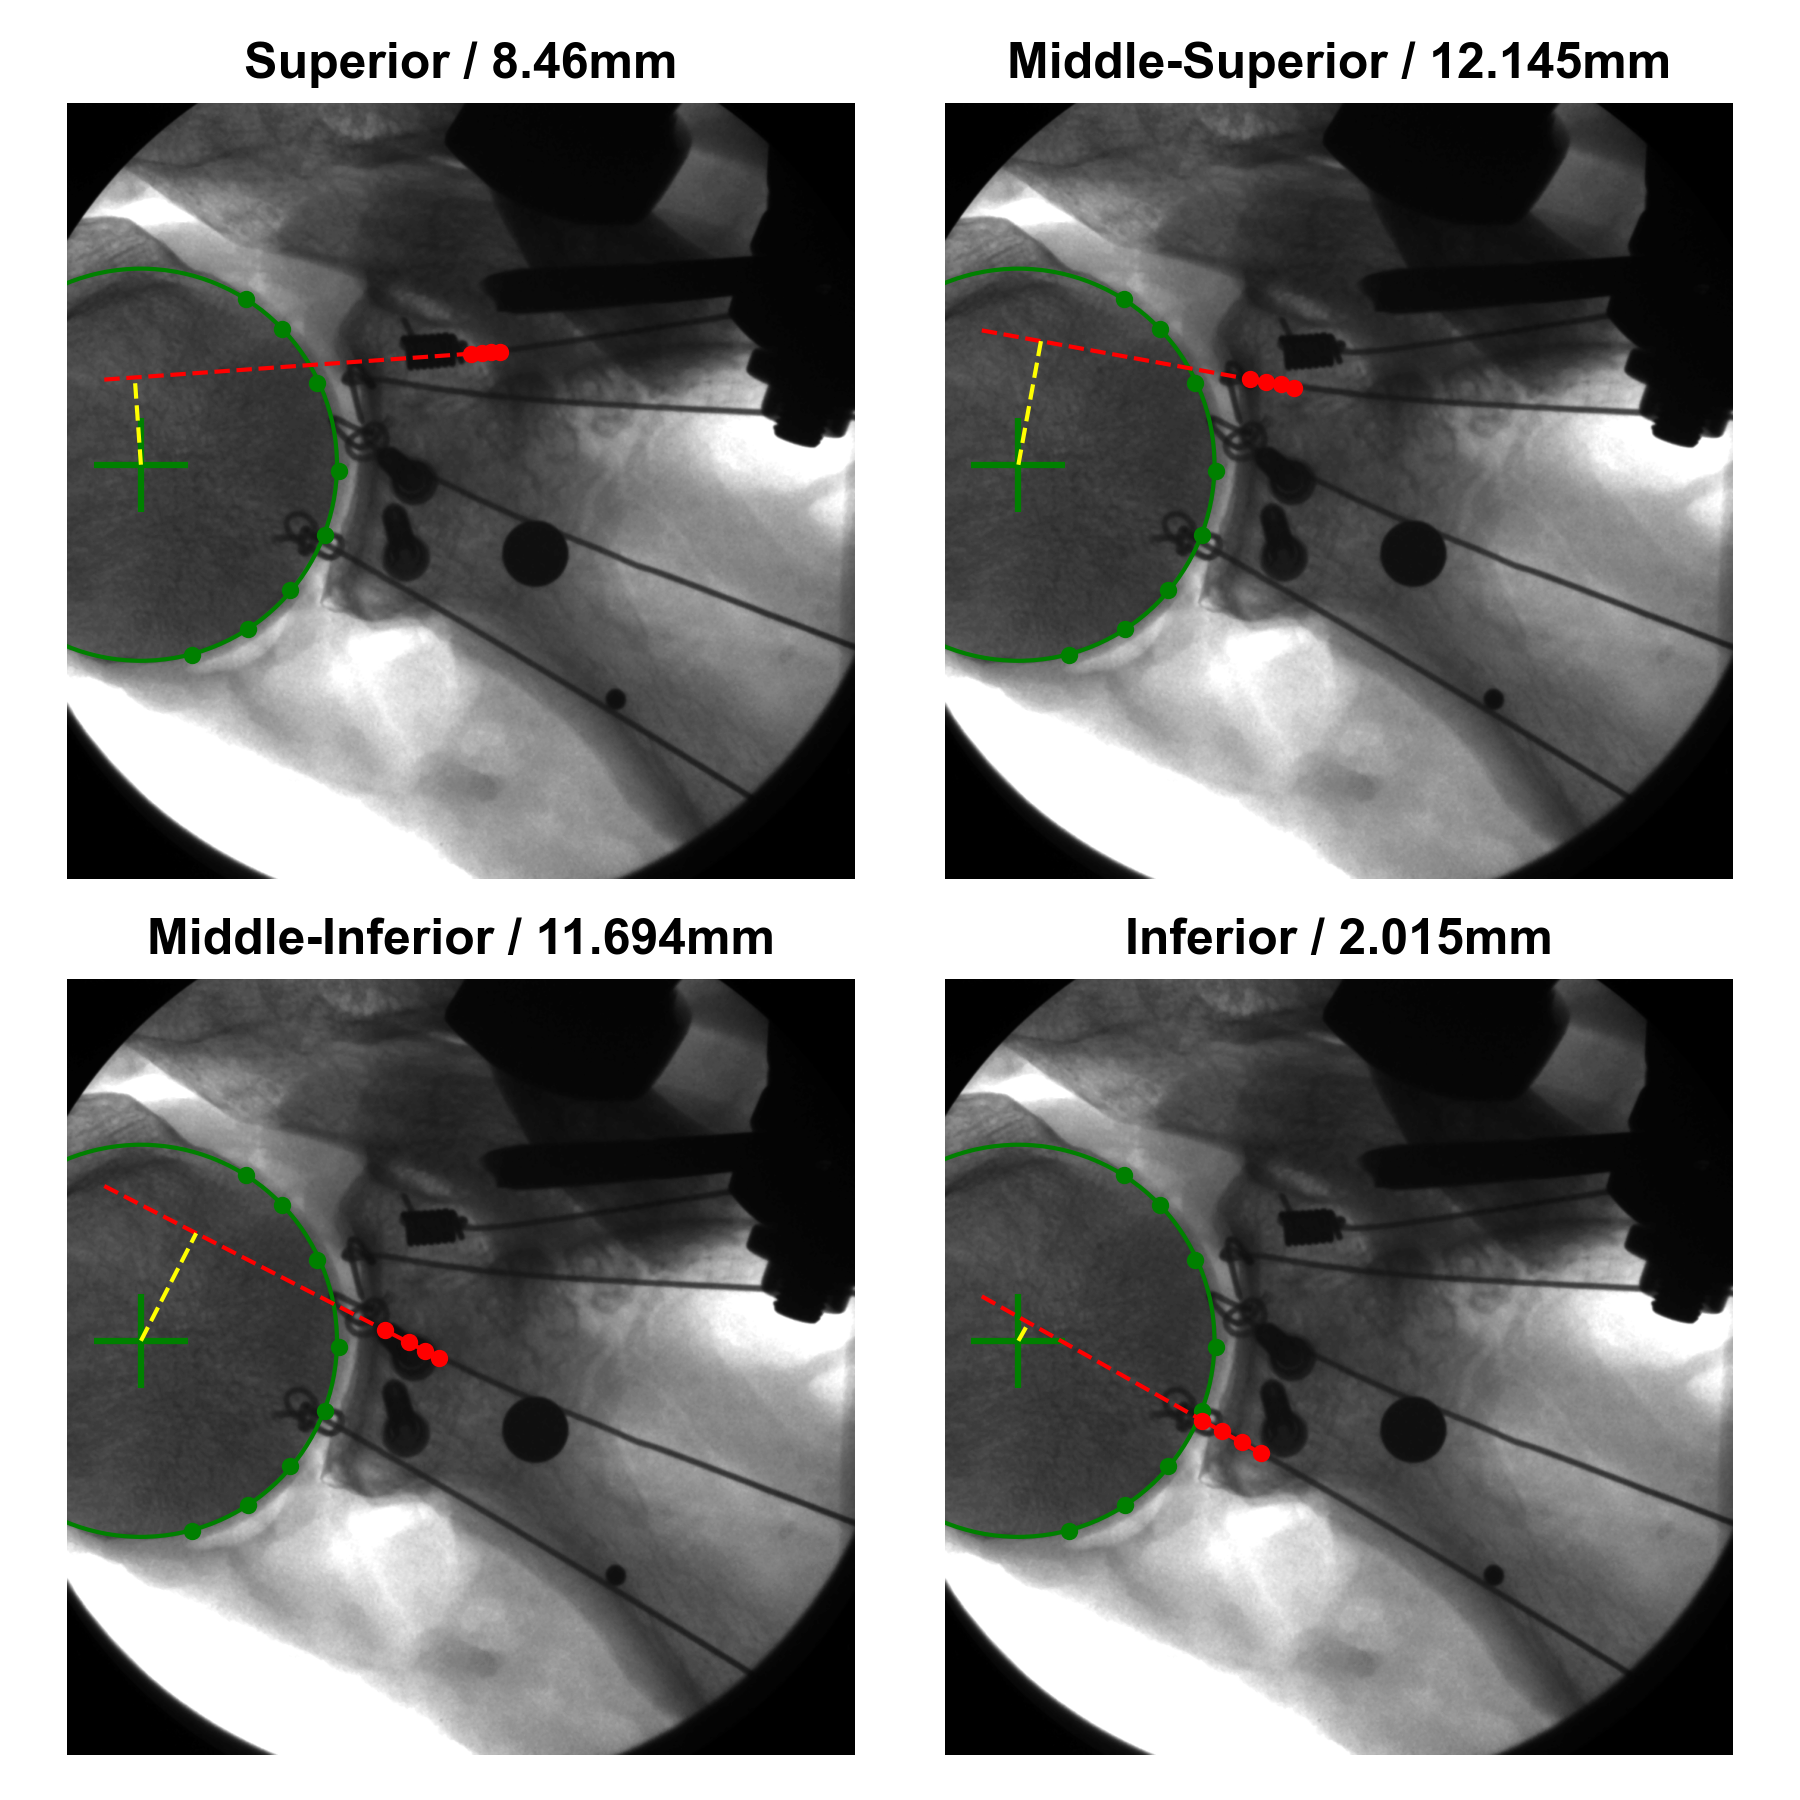 Superior / 8.46mm
Middle-Superior / 12.145mm
Middle-Inferior / 11.694mm
Inferior / 2.015mm